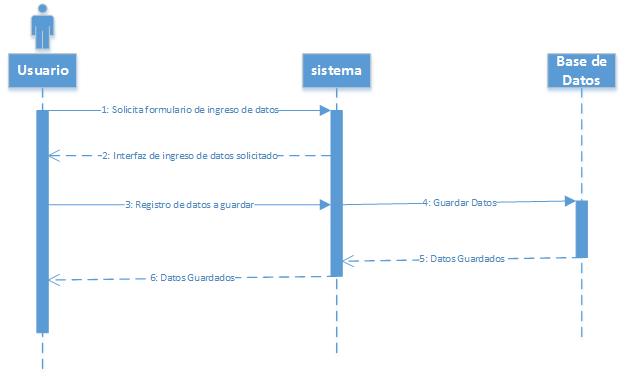 Usuario
sistema
Base de
Datos
1: Solicita formulario de ingreso de datos
2: Interfaz de ingreso de datos solicitado
3: Registro de datos a guardar
4: Guardar Datos
5: Datos Guardados
6: Datos Guardados